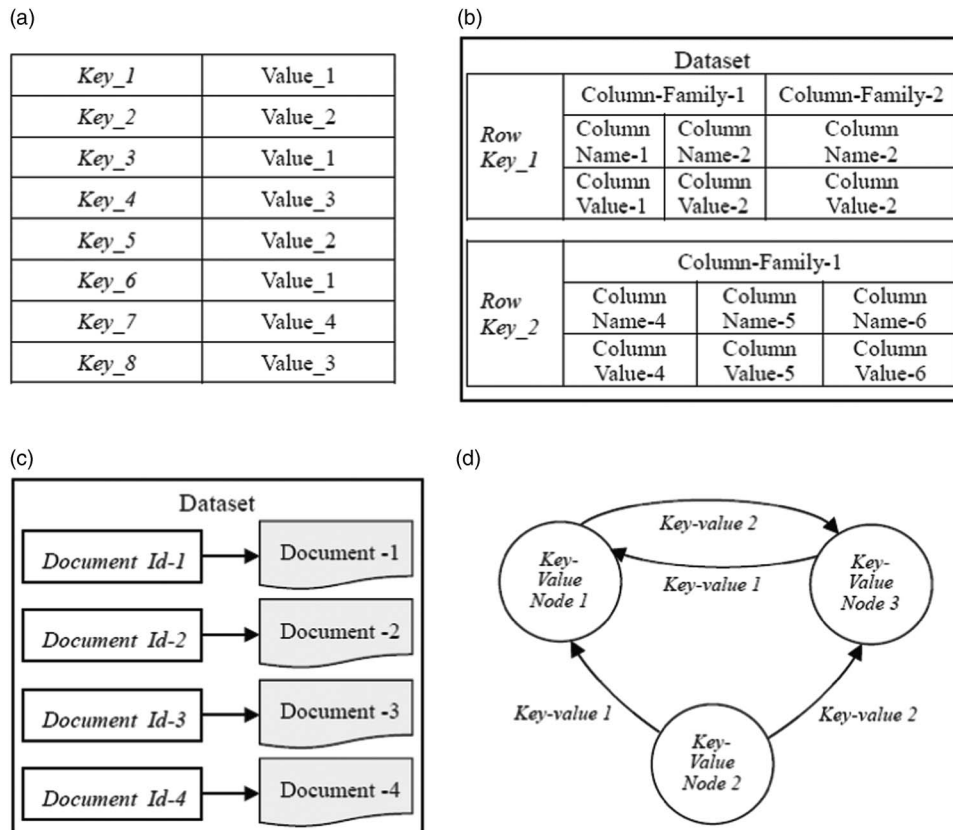 (a)
Key_1 Value_1
Key_2 Value_2
Key_3 Value_1
Key_4 Value_3
Key_5 Value_2
Key_6 Value_1
Key_7 Value_4
Key_8 Value_3
(b)
Dataset
Row
Key_1
Column-Family-1 Column-Family-2
Column Column Column
Name-1 Name-2 Name-2
Column Column Column
Value-1 Value-2 Value-2
Row
Key_2
Column-Family-1
Column Column Column
Name-4 Name-5 Name-6
Column Column Column
Value-4 Value-5 Value-6
(c)
Dataset
Document Id-1 Document -1
Document Id-2 Document -2
Document Id-3 Document -3
Document Id-4 Document -4
(d)
Key-value 2
Key-
Value
Node 1
Key-value 1
Key-
Value
Node 3
Key-value 1
Key-value 2
Key-
Value
Node 2